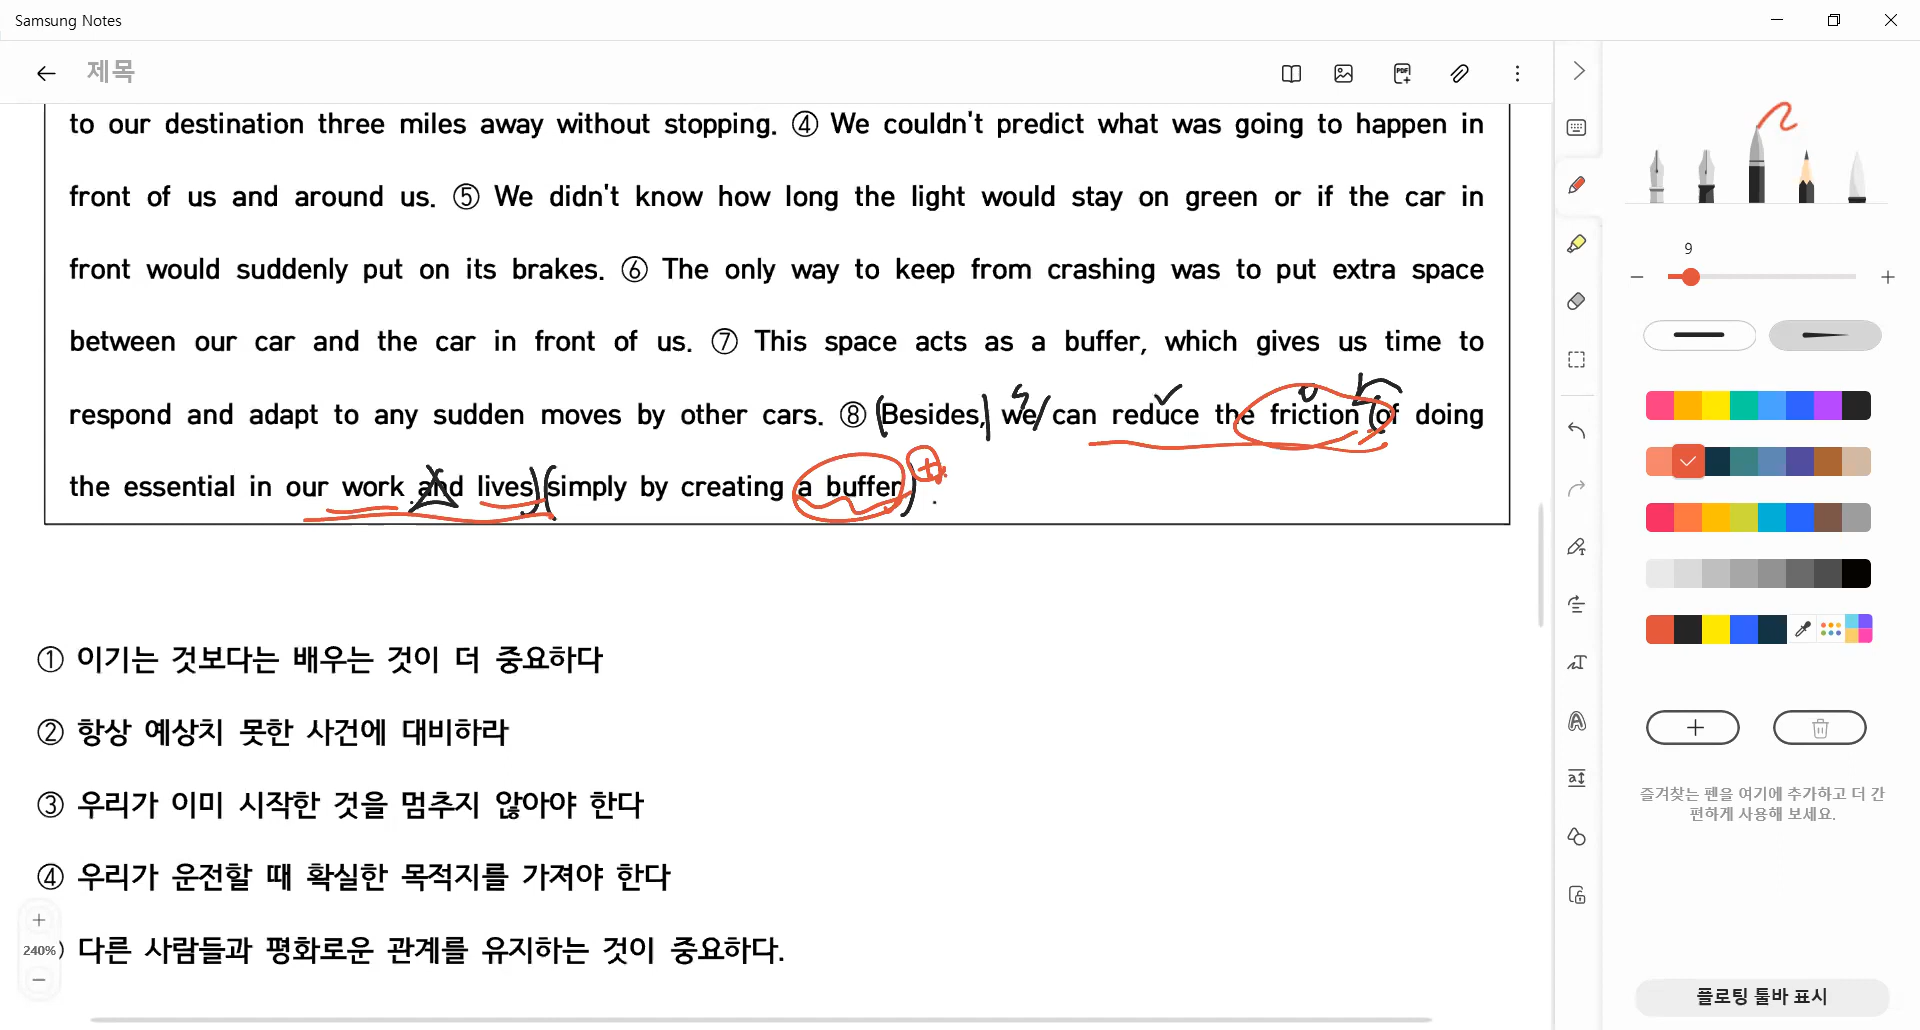 Samsung Notes
제목
to our destination three miles away without stopping. ④ We couldn't predict what was going to happen in
front of us and around us. ⑤ We didn't know how long the light would stay on green or if the car in
front would suddenly put on its brakes. ⑥ The only way to keep from crashing was to put extra space
between our car and the car in front of us. ⑦ This space acts as a buffer, which gives us time to
respond and adapt to any sudden moves by other cars. ⑧ Besides, we can reduce the friction of doing
the essential in our work and lives simply by creating a buffer.
① 이기는 것보다는 배우는 것이 더 중요하다
② 항상 예상치 못한 사건에 대비하라
③ 우리가 이미 시작한 것을 멈추지 않아야 한다
④ 우리가 운전할 때 확실한 목적지를 가져야 한다
다른 사람들과 평화로운 관계를 유지하는 것이 중요하다.
240%
9
즐겨찾는 펜을 여기에 추가하고 더 간
편하게 사용해 보세요.
플로팅 툴바 표시